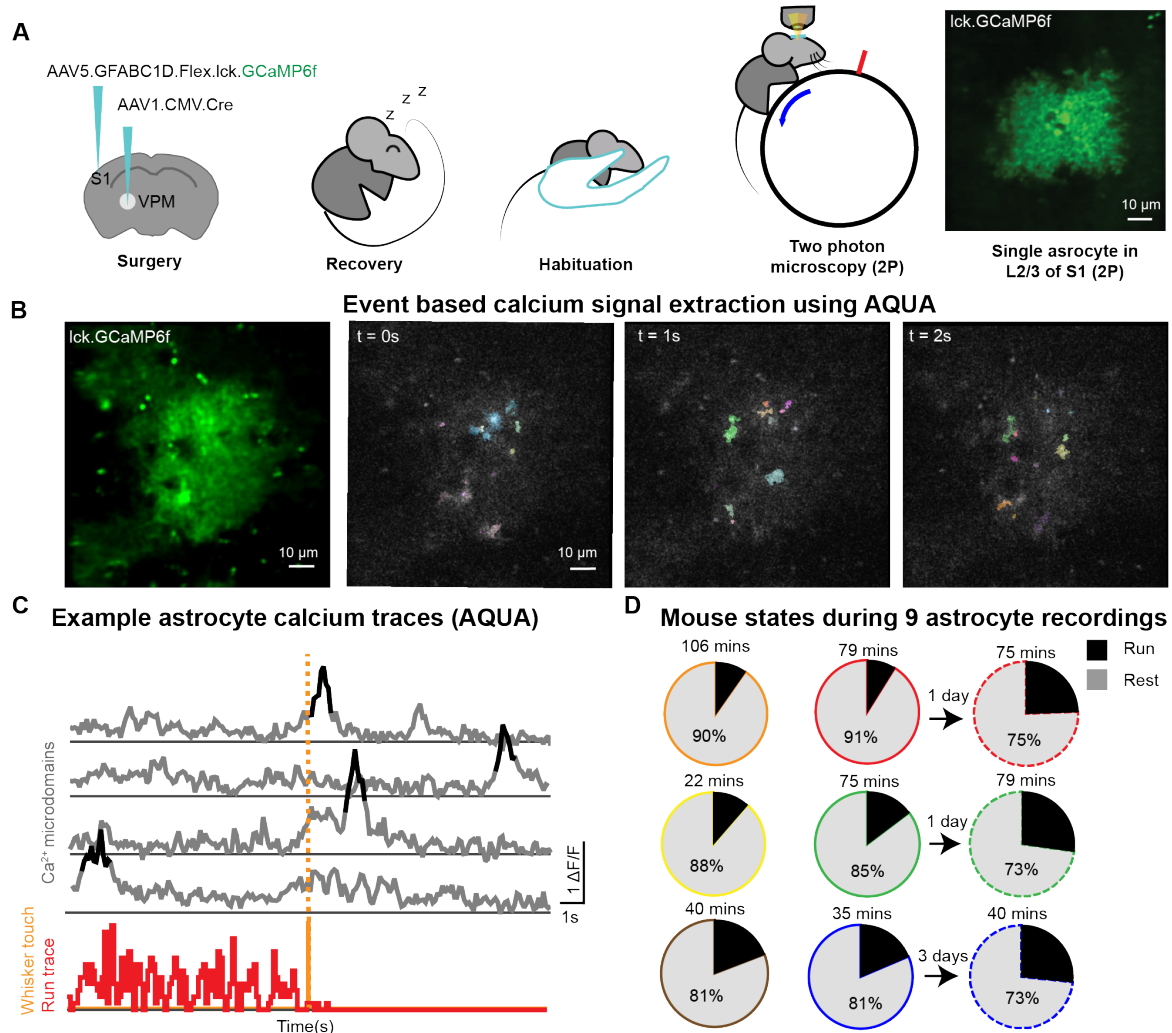 A
AAV5.GFABC1D.Flex.lck.GCaMP6f
AAV1.CMV.Cre
S1
VPM
Surgery
z z z
Recovery
Habituation
Two photon
microscopy (2P)
lck.GCaMP6f
10 µm
Single asrocyte in
L2/3 of S1 (2P)
B
Event based calcium signal extraction using AQUA
lck.GCaMP6f
10 µm
t = 0s
10 µm
t = 1s
t = 2s
C
Example astrocyte calcium traces (AQUA)
Ca²⁺ microdomains
1 ΔF/F
1s
Whisker touch
Run trace
Time(s)
D
Mouse states during 9 astrocyte recordings
Run
Rest
106 mins
90%
79 mins
91%
1 day
75 mins
75%
22 mins
88%
75 mins
85%
1 day
79 mins
73%
40 mins
81%
35 mins
81%
3 days
40 mins
73%